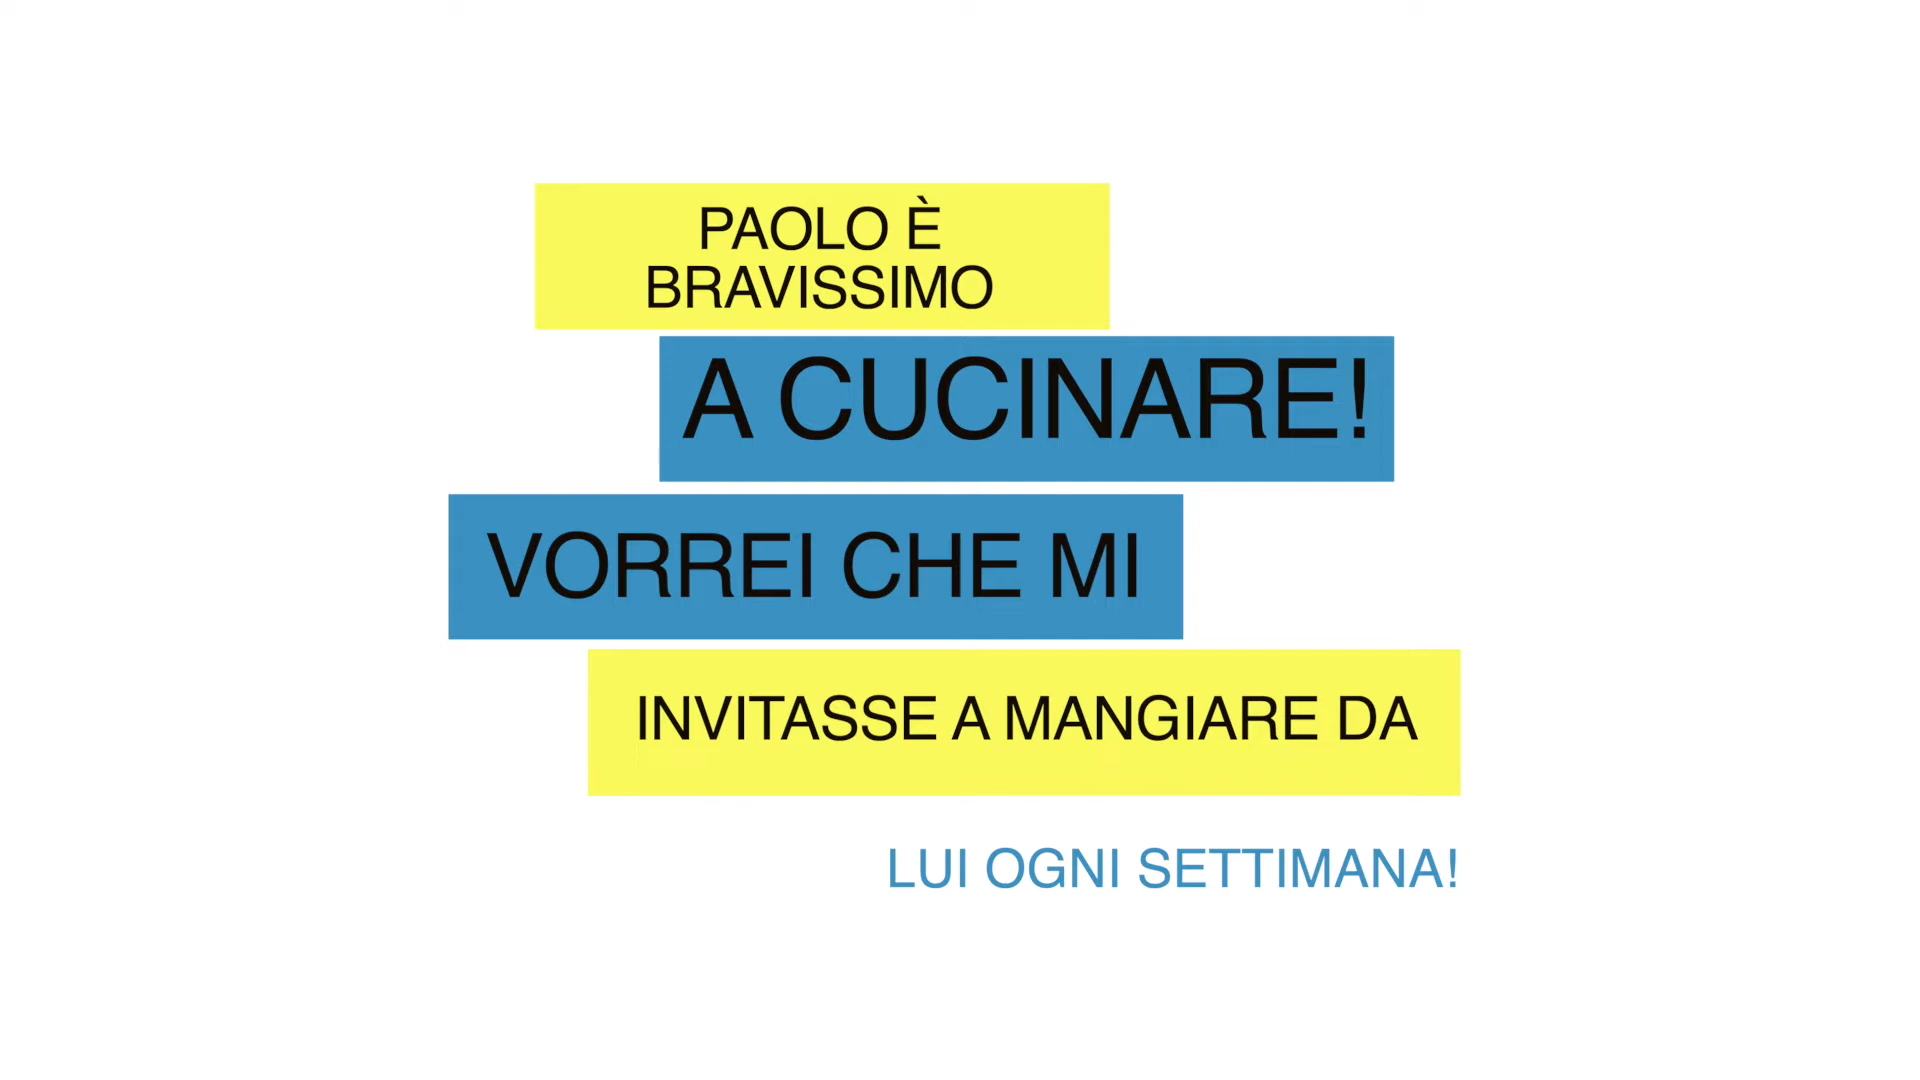 PAOLO È
BRAVISSIMO
A CUCINARE!
VORREI CHE MI
INVITASSE A MANGIARE DA
LUI OGNI SETTIMANA!